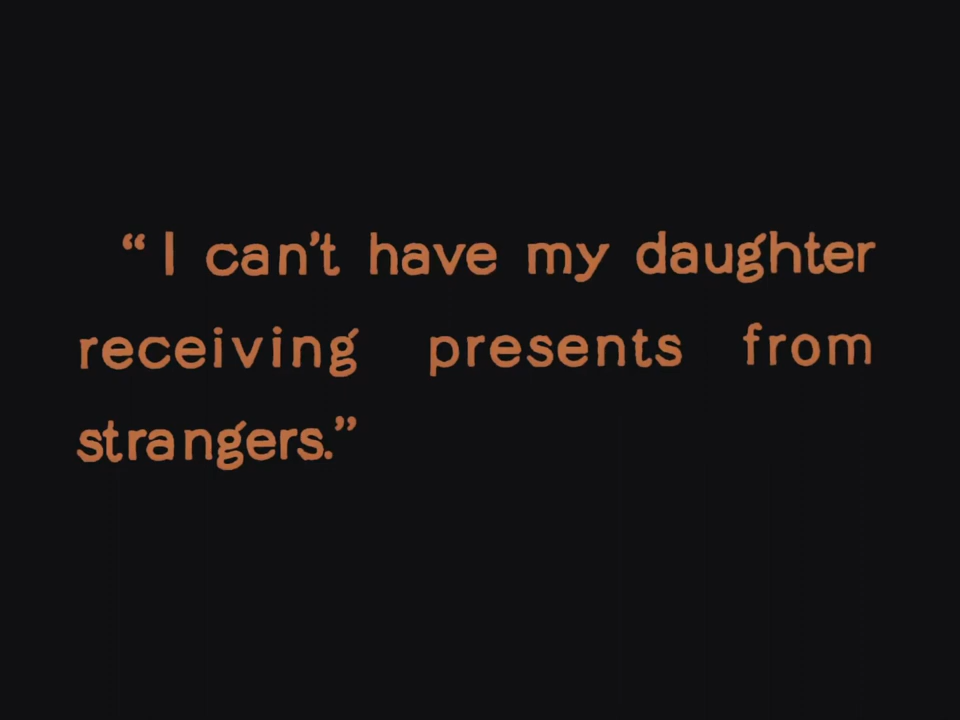 “I can’t have my daughter
receiving presents from
strangers.”